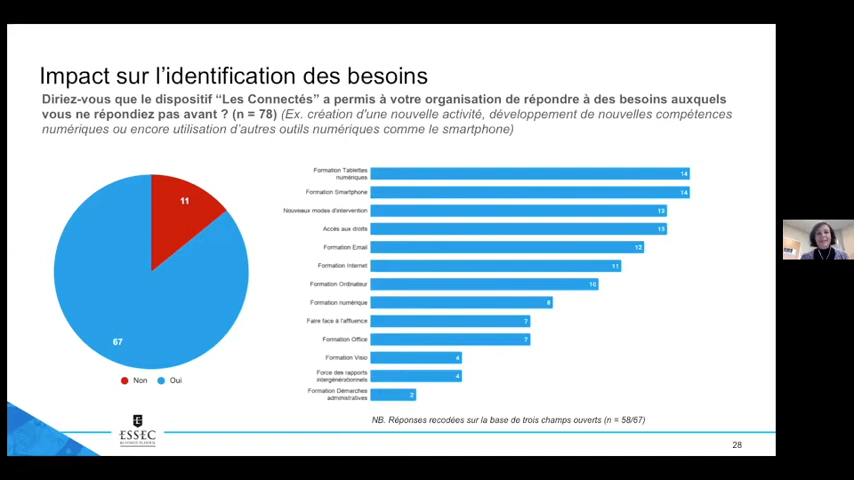 Impact sur l'identification des besoins
Diriez-vous que le dispositif “Les Connectés” a permis à votre organisation de répondre à des besoins auxquels
vous ne répondiez pas avant ? (n = 78) (Ex. création d'une nouvelle activité, développement de nouvelles compétences
numériques ou encore utilisation d'autres outils numériques comme le smartphone)
11
67
Non
Oui
Formation Tablettes
numériques
14
Formation Smartphone
14
Nouveaux modes d'intervention
13
Accès aux droits
13
Formation Email
12
Formation Internet
11
Formation Ordinateur
10
Formation numérique
8
Faire face à l'affluence
7
Formation Office
7
Formation Visio
4
Force des rapports
intergénérationnels
4
Formation Démarches
administratives
2
NB. Réponses recodées sur la base de trois champs ouverts (n = 58/67)
ESSEC
BUSINESS SCHOOL
28